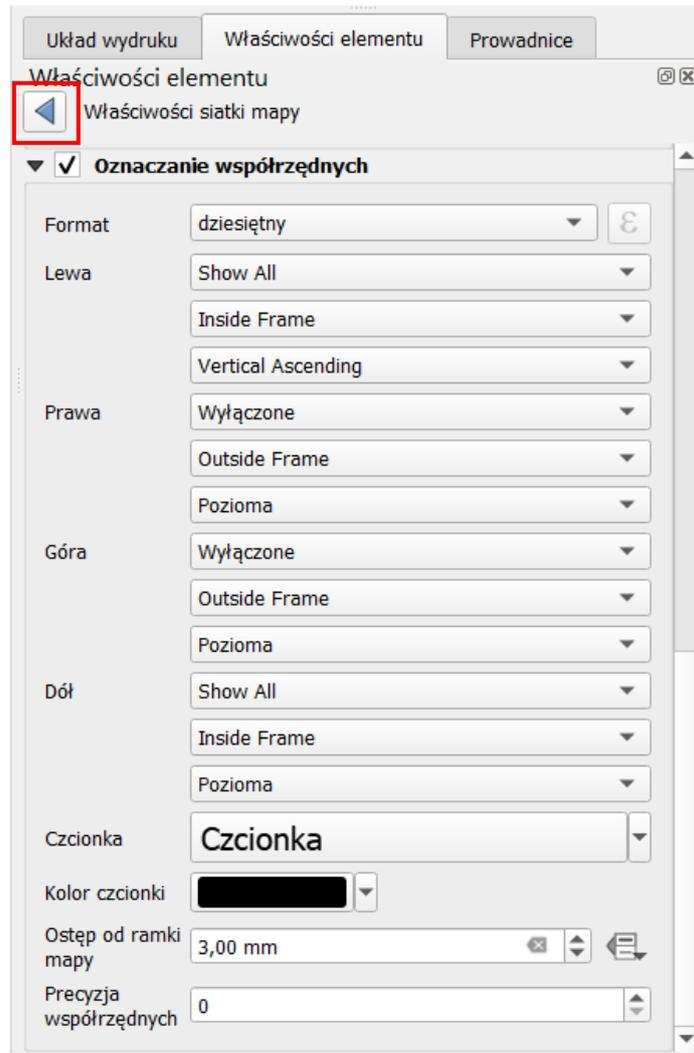 Układ wydruku Właściwości elementu Prowadnice
Właściwości elementu
Właściwości siatki mapy
Oznaczanie współrzędnych
Format dziesiętny ε
Lewa Show All
Inside Frame
Vertical Ascending
Prawa Wyłączone
Outside Frame
Pozioma
Góra Wyłączone
Outside Frame
Pozioma
Dół Show All
Inside Frame
Pozioma
Czcionka Czcionka
Kolor czcionki
Ostęp od ramki
mapy
3,00 mm
Precyzja
współrzędnych
0